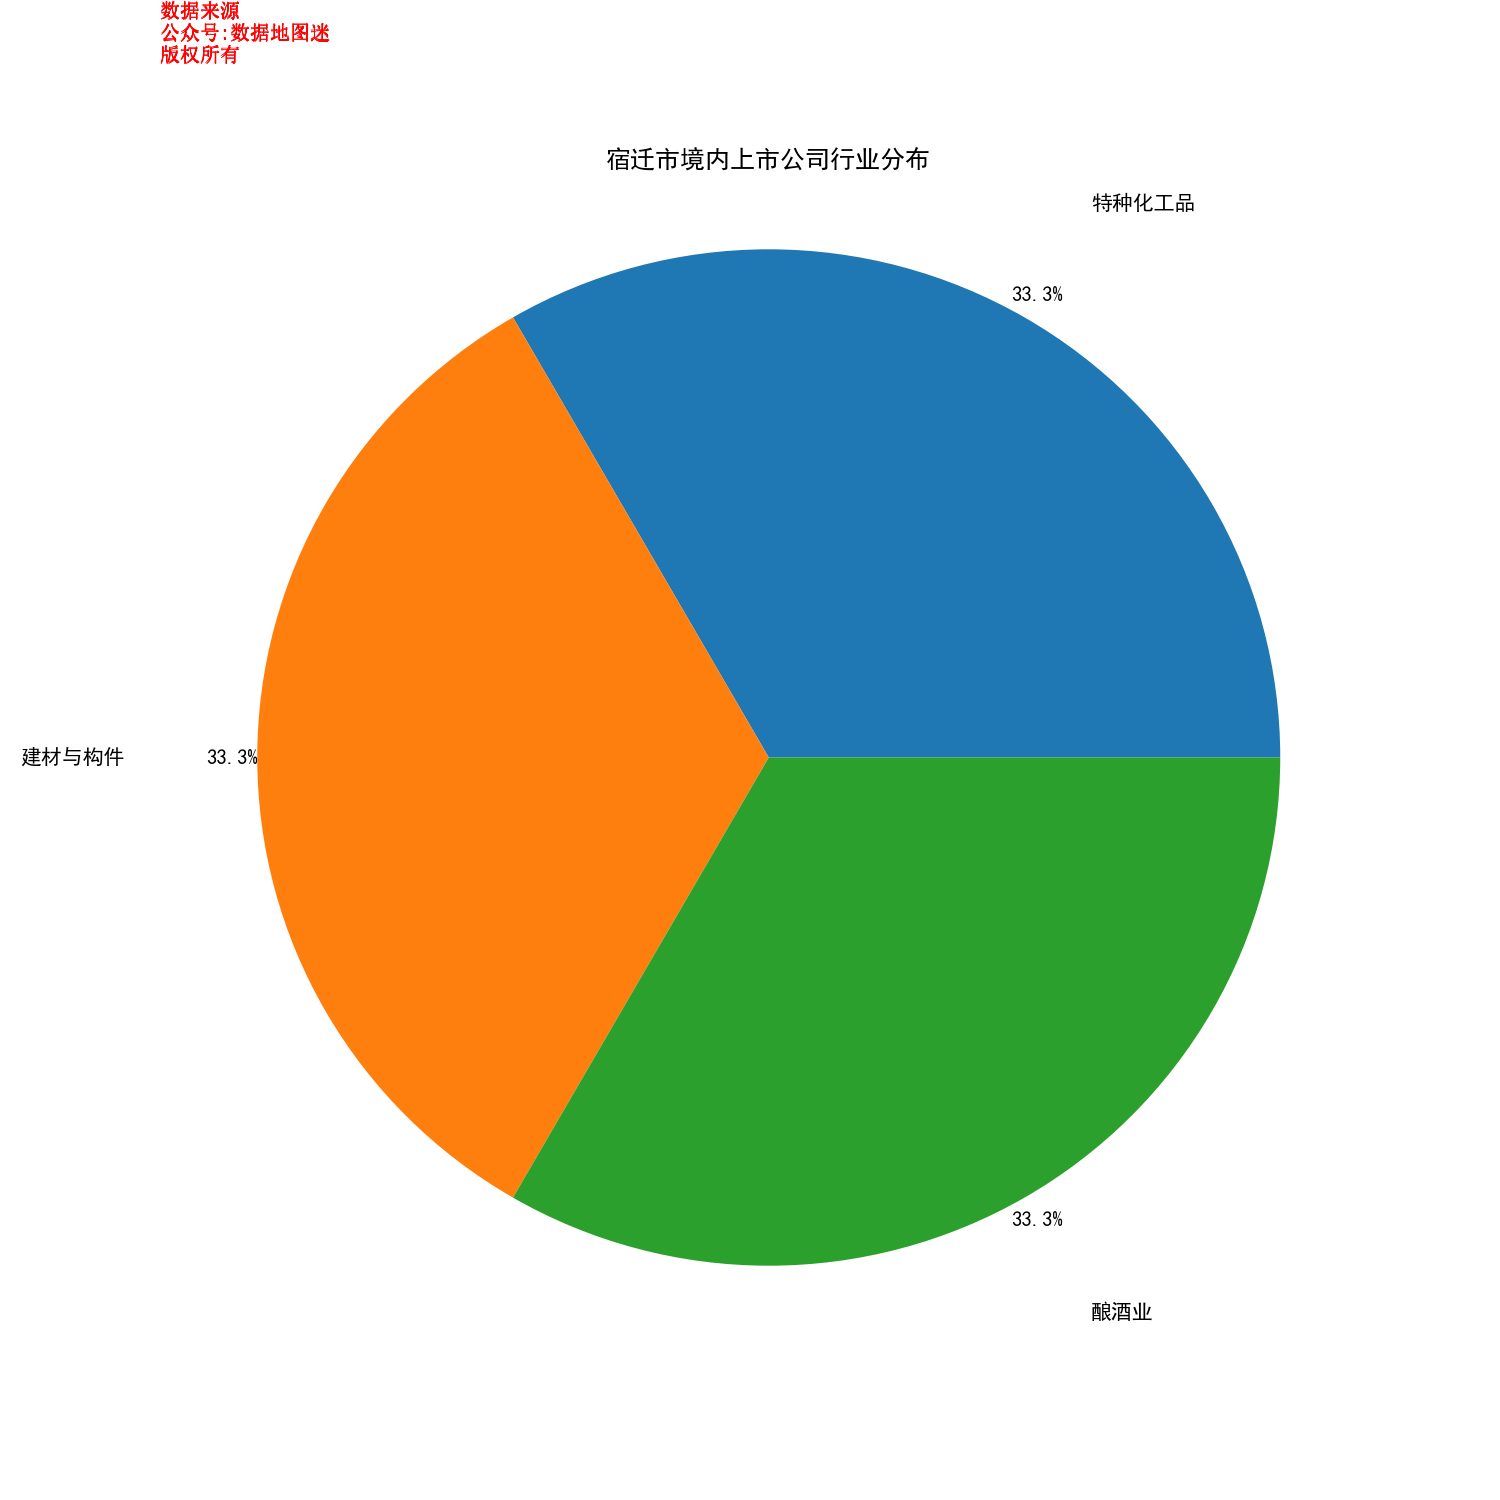 数据来源
公众号:数据地图迷
版权所有
宿迁市境内上市公司行业分布
特种化工品
33.3%
建材与构件
33.3%
33.3%
酿酒业